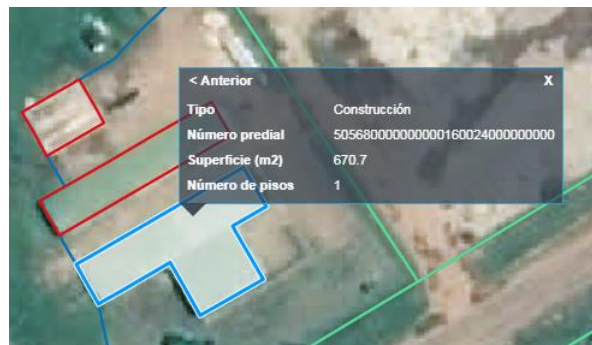 < Anterior X
Tipo Construcción
Número predial 505680000000000160024000000000
Superficie (m2) 670.7
Número de pisos 1